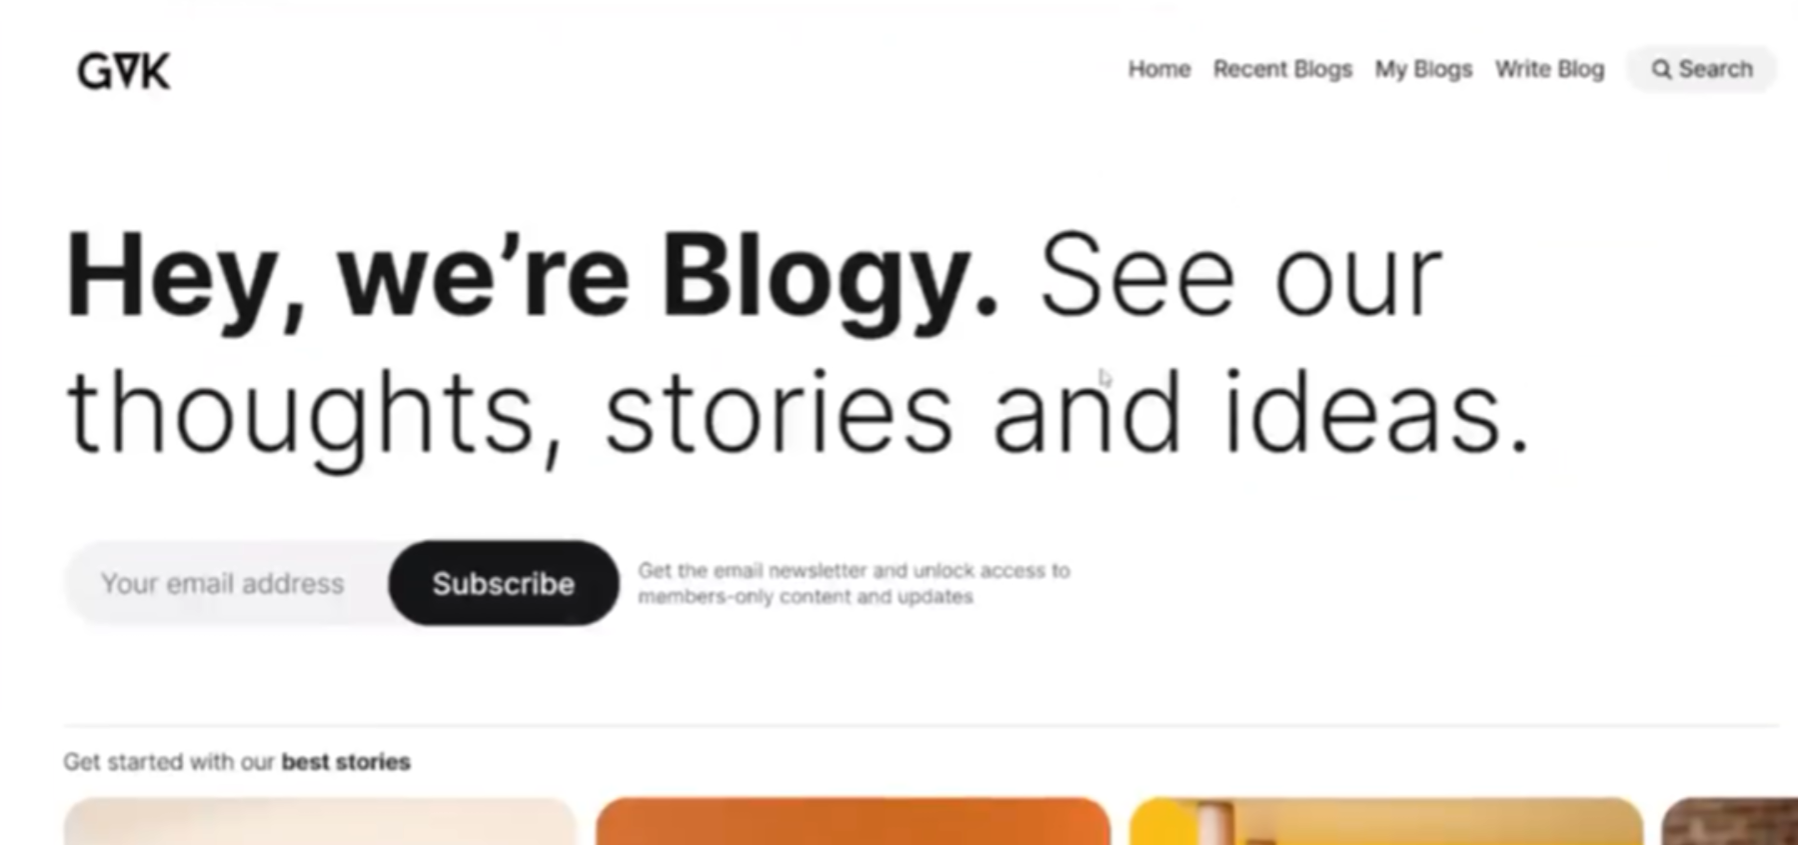 GVK
Home Recent Blogs My Blogs Write Blog Search
Hey, we’re Blogy. See our
thoughts, stories and ideas.
Your email address Subscribe
Get the email newsletter and unlock access to
members-only content and updates
Get started with our best stories